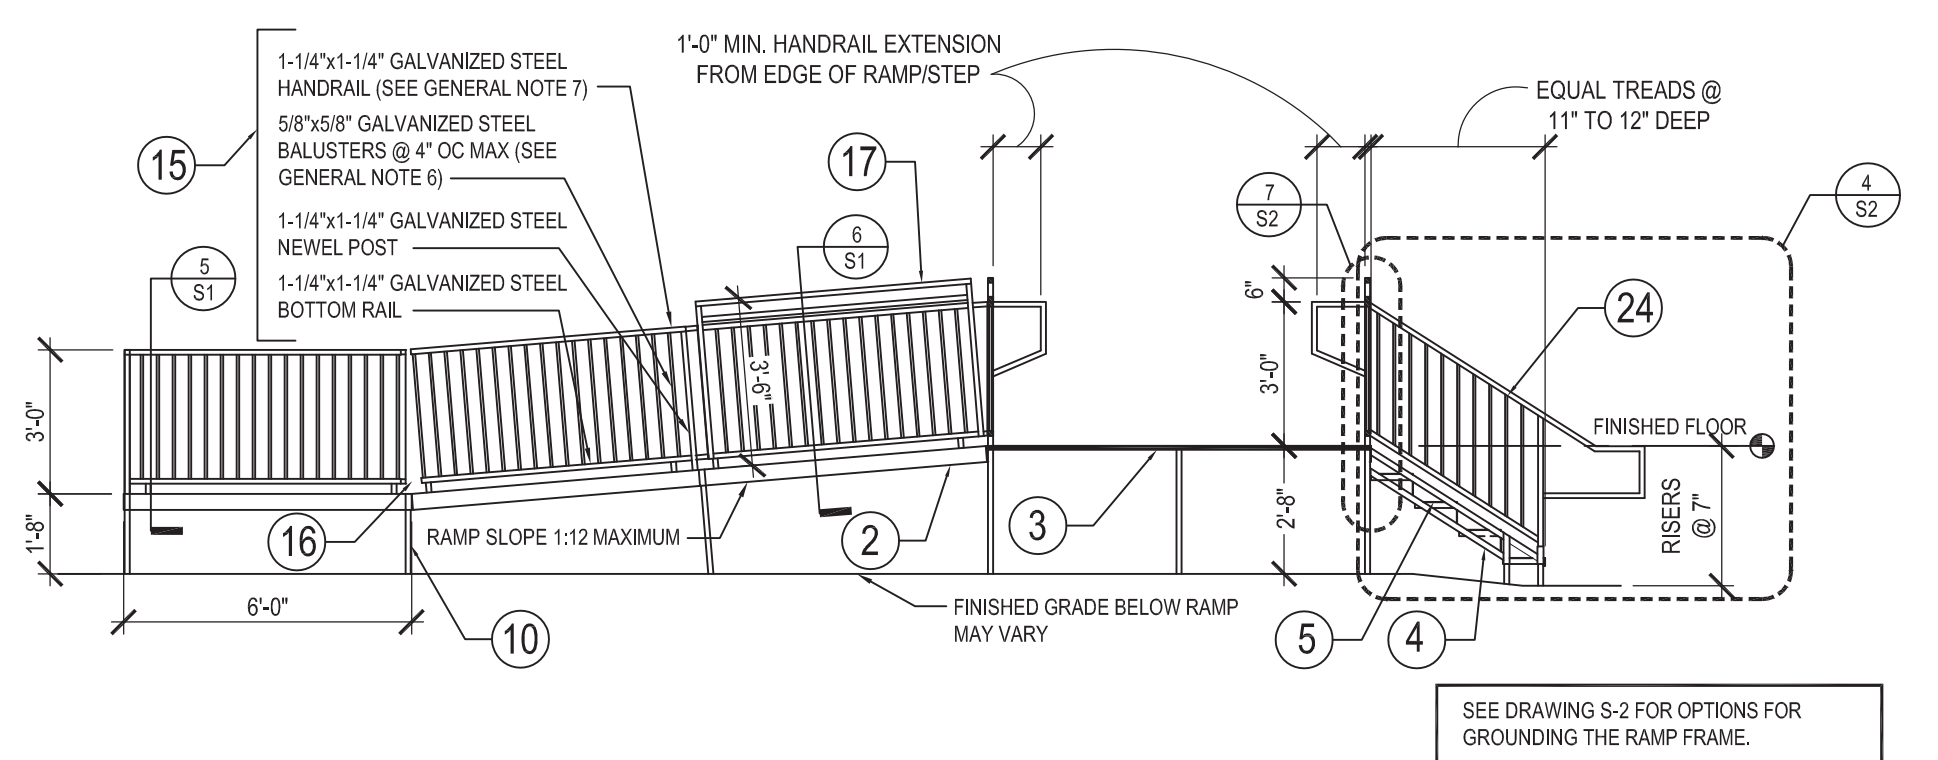 1-1/4"x1-1/4" GALVANIZED STEEL
HANDRAIL (SEE GENERAL NOTE 7)
5/8"x5/8" GALVANIZED STEEL
BALUSTERS @ 4" OC MAX (SEE
GENERAL NOTE 6)
1-1/4"x1-1/4" GALVANIZED STEEL
NEWEL POST
1-1/4"x1-1/4" GALVANIZED STEEL
BOTTOM RAIL
15
5
S1
1'-0" MIN. HANDRAIL EXTENSION
FROM EDGE OF RAMP/STEP
17
6
S1
EQUAL TREADS @
11" TO 12" DEEP
7
S2
4
S2
6"
24
3'-0"
3'-6"
3'-0"
FINISHED FLOOR
1'-8"
16
RAMP SLOPE 1:12 MAXIMUM
2
3
2'-8"
RISERS
@ 7"
6'-0"
10
FINISHED GRADE BELOW RAMP
MAY VARY
5
4
SEE DRAWING S-2 FOR OPTIONS FOR
GROUNDING THE RAMP FRAME.